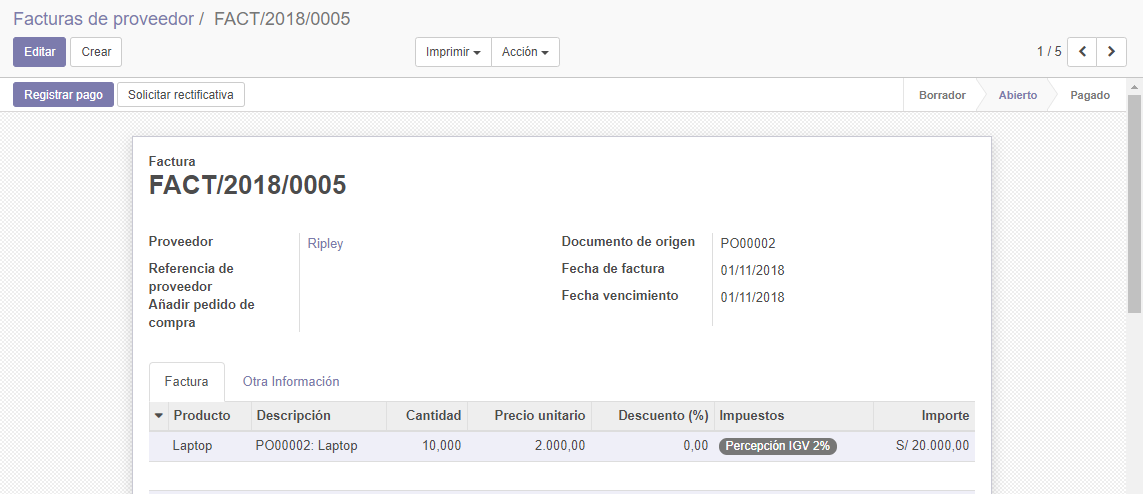 Facturas de proveedor / FACT/2018/0005
Editar Crear Imprimir Acción 1 / 5
Registrar pago Solicitar rectificativa Borrador Abierto Pagado
Factura
FACT/2018/0005
Proveedor Ripley Documento de origen PO00002
Referencia de proveedor Fecha de factura 01/11/2018
Añadir pedido de compra Fecha vencimiento 01/11/2018
Factura Otra Información
Producto Descripción Cantidad Precio unitario Descuento (%) Impuestos Importe
Laptop PO00002: Laptop 10,000 2.000,00 0,00 Percepción IGV 2% S/ 20.000,00